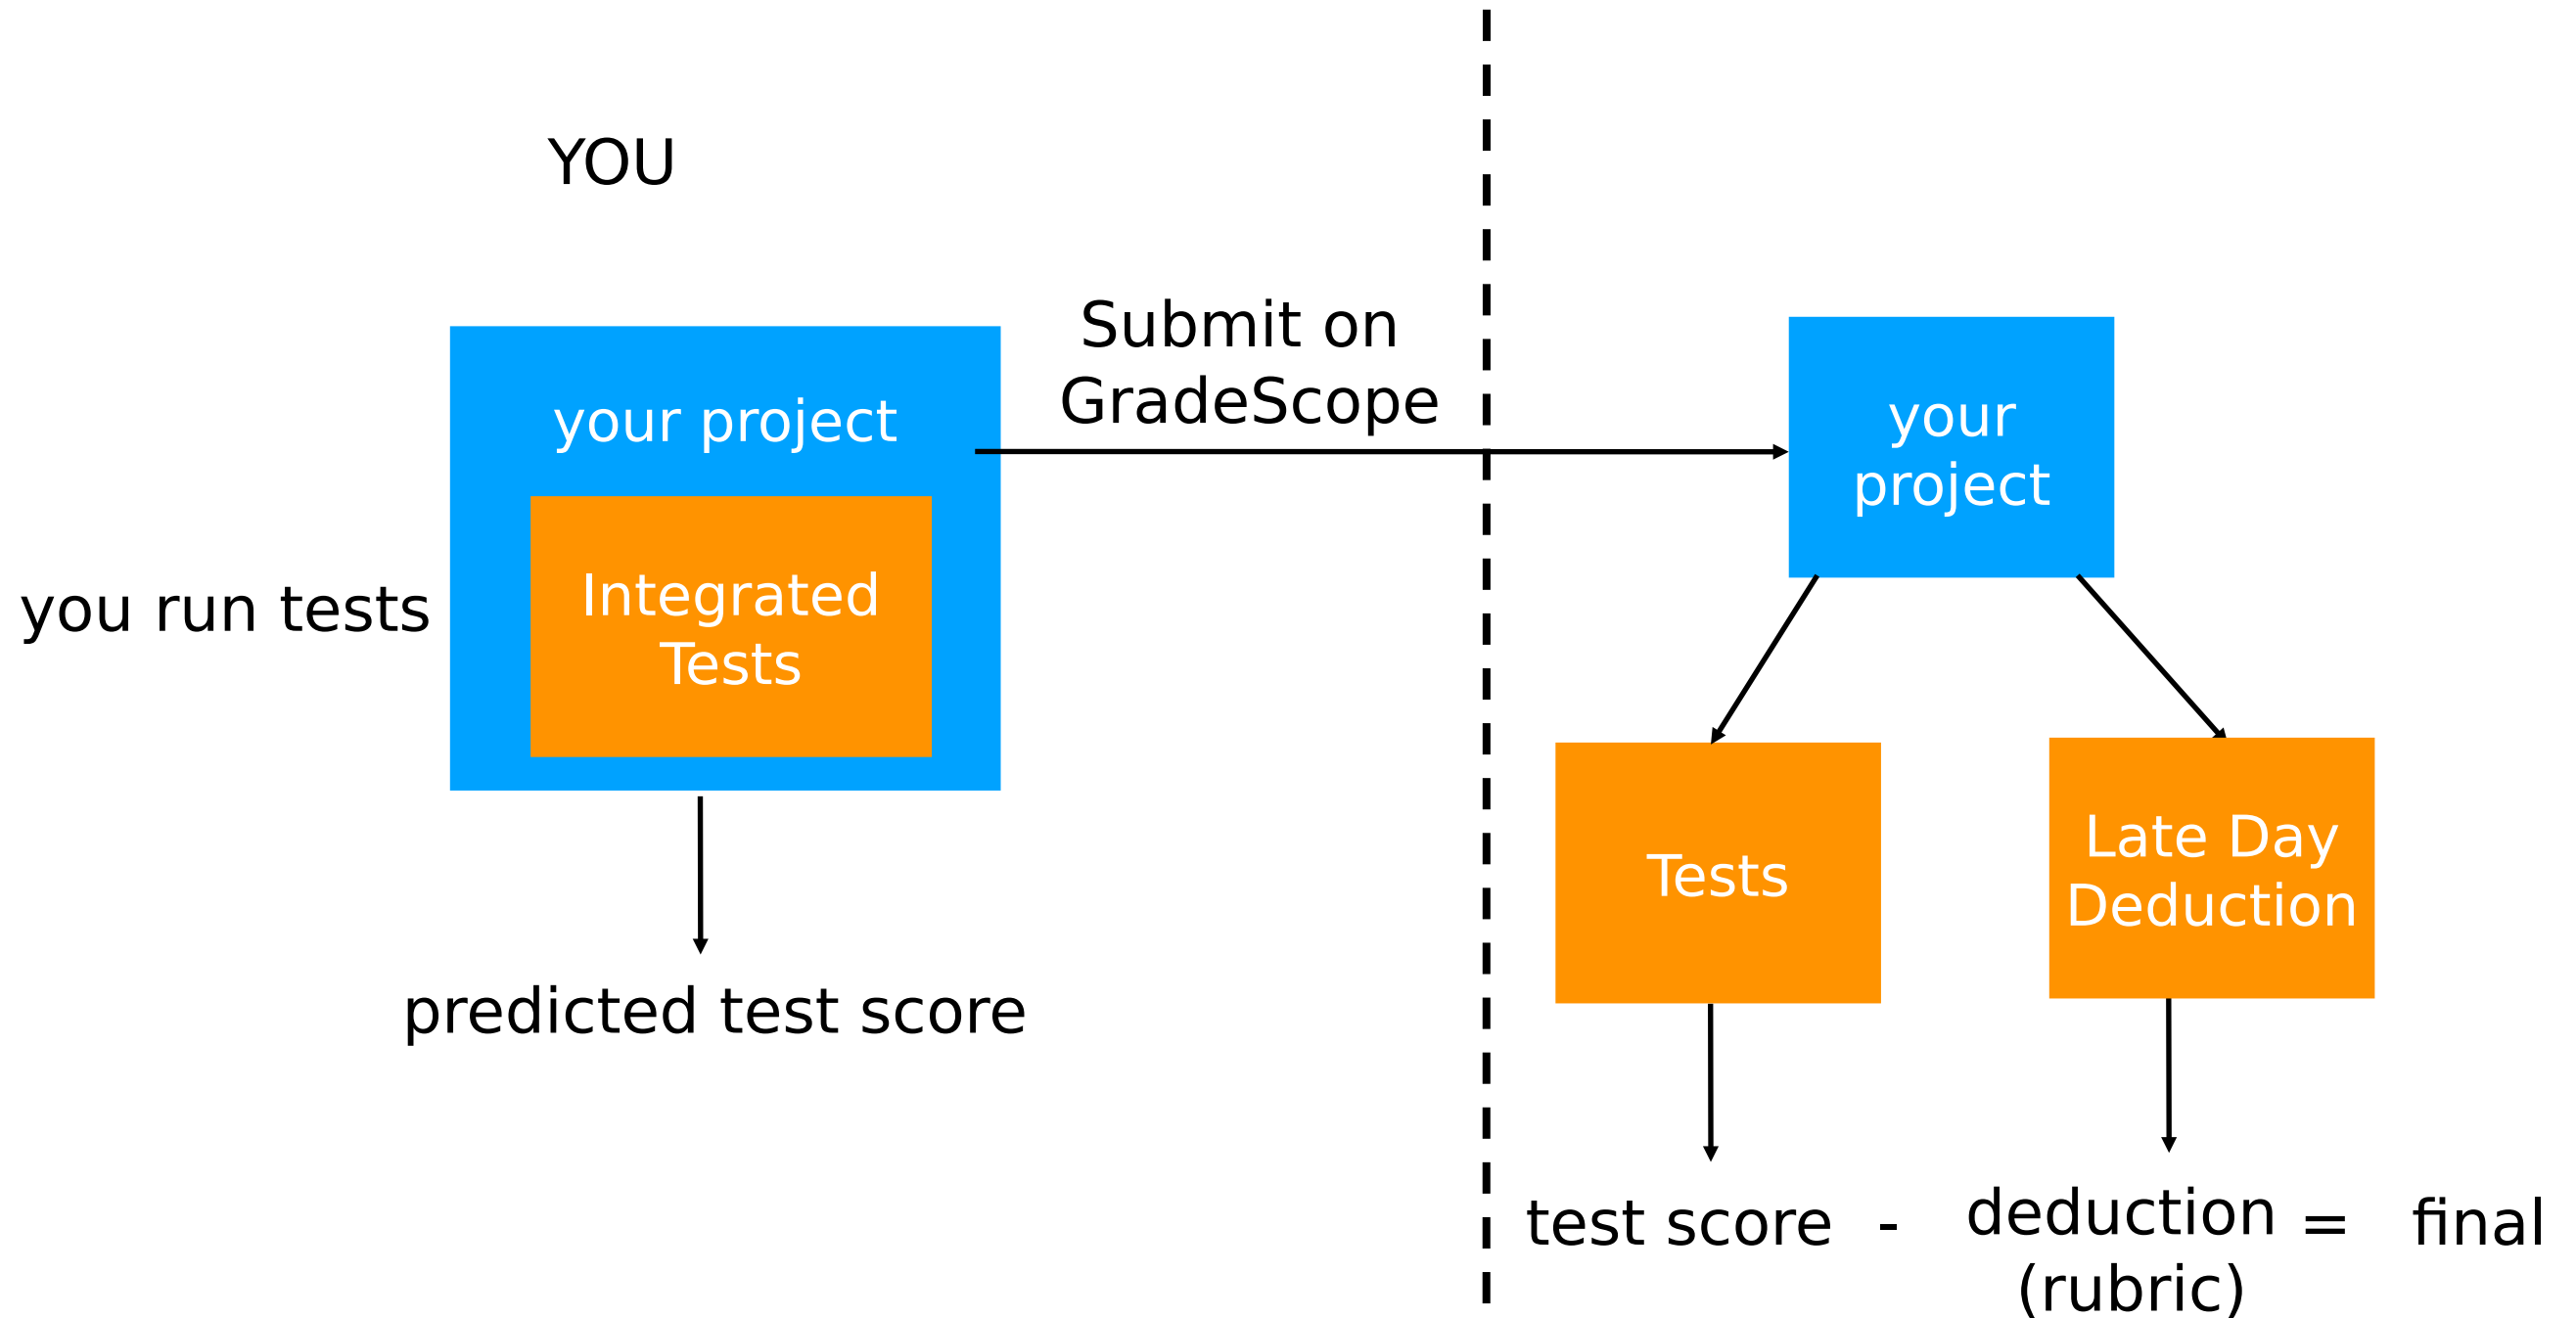 YOU
Submit on
GradeScope
your project
your
project
Integrated
Tests
you run tests
Tests
Late Day
Deduction
predicted test score
test score - deduction = final
(rubric)